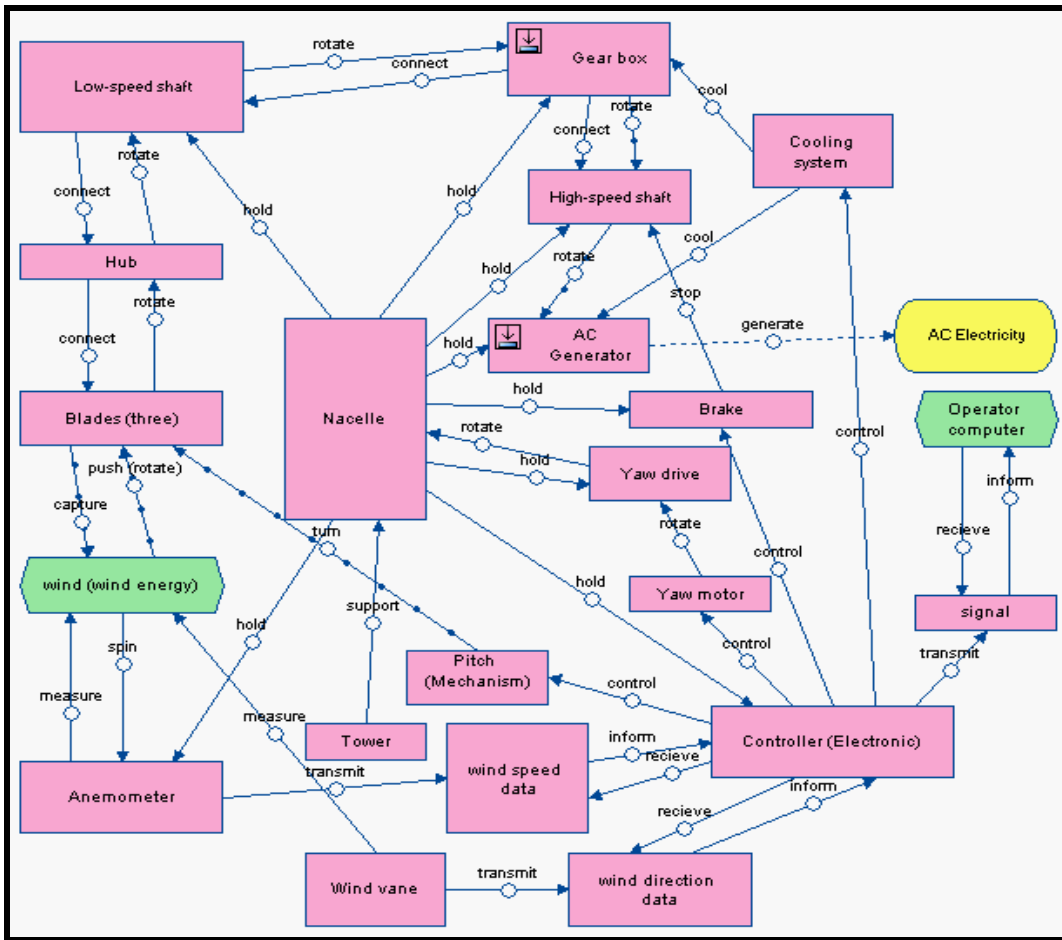 rotate
Gear box
Low-speed shaft
connect
cool
rotate
connect
Cooling
system
rotate
connect
hold
hold
High-speed shaft
cool
Hub
hold
rotate
rotate
stop
connect
generate
AC
Generator
AC Electricity
hold
hold
Blades (three)
Nacelle
Brake
Operator
computer
rotate
control
push (rotate)
hold
Yaw drive
inform
capture
turn
rotate
recieve
control
wind (wind energy)
hold
Yaw motor
support
signal
hold
spin
Pitch
(Mechanism)
control
transmit
control
measure
measure
Tower
inform
Controller (Electronic)
wind speed
data
recieve
transmit
inform
Anemometer
recieve
Wind vane
transmit
wind direction
data